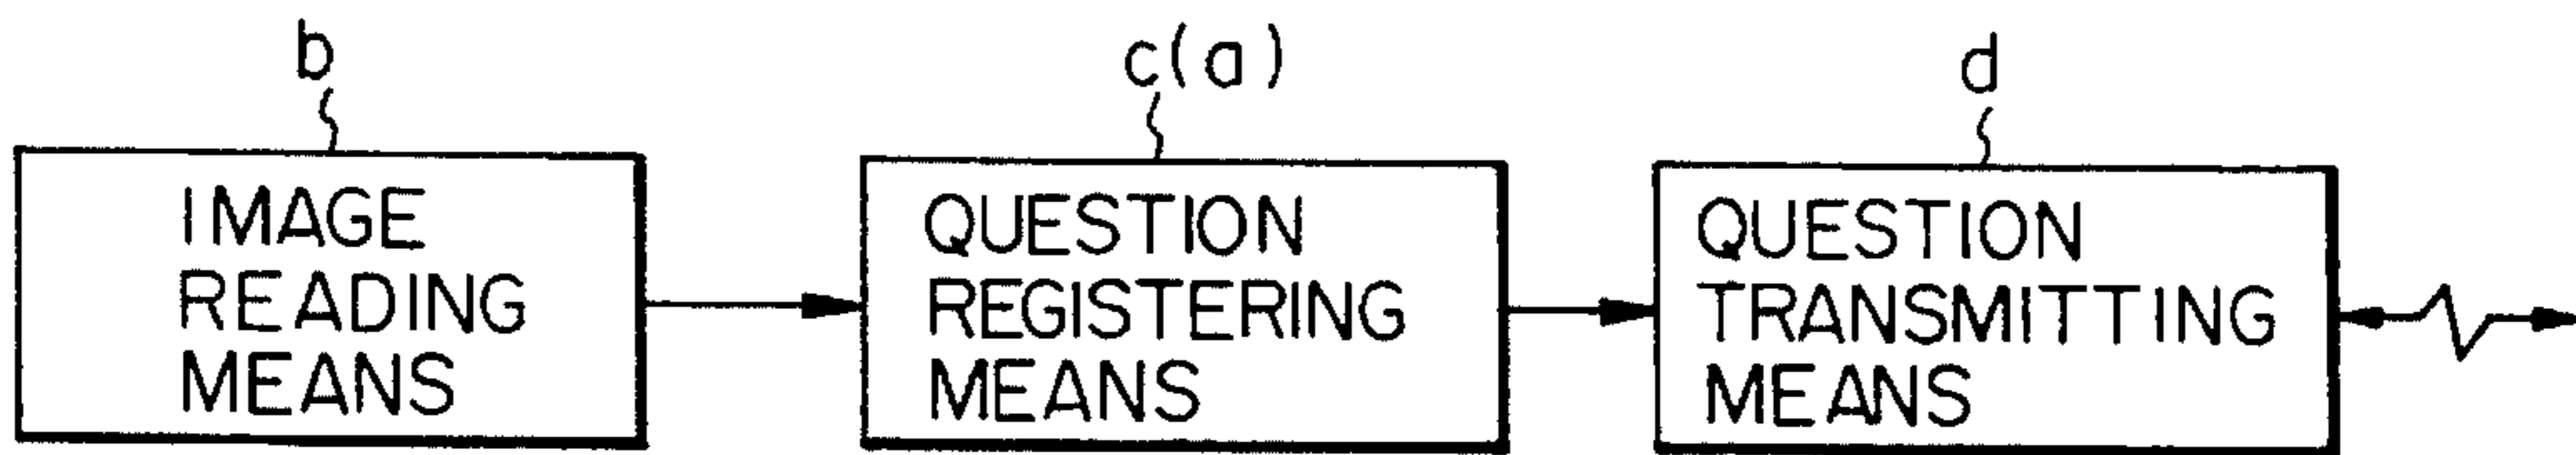 b
c(a)
d
IMAGE
READING
MEANS
QUESTION
REGISTERING
MEANS
QUESTION
TRANSMITTING
MEANS